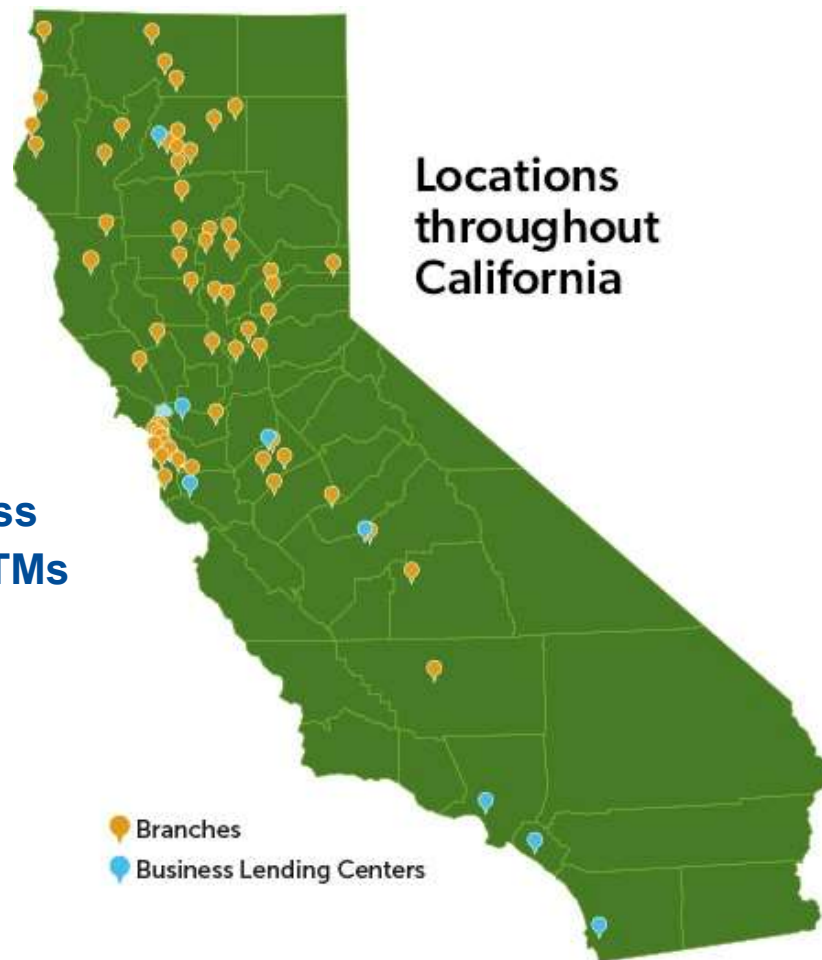 Locations
throughout
California
ss
TMs
Branches
Business Lending Centers